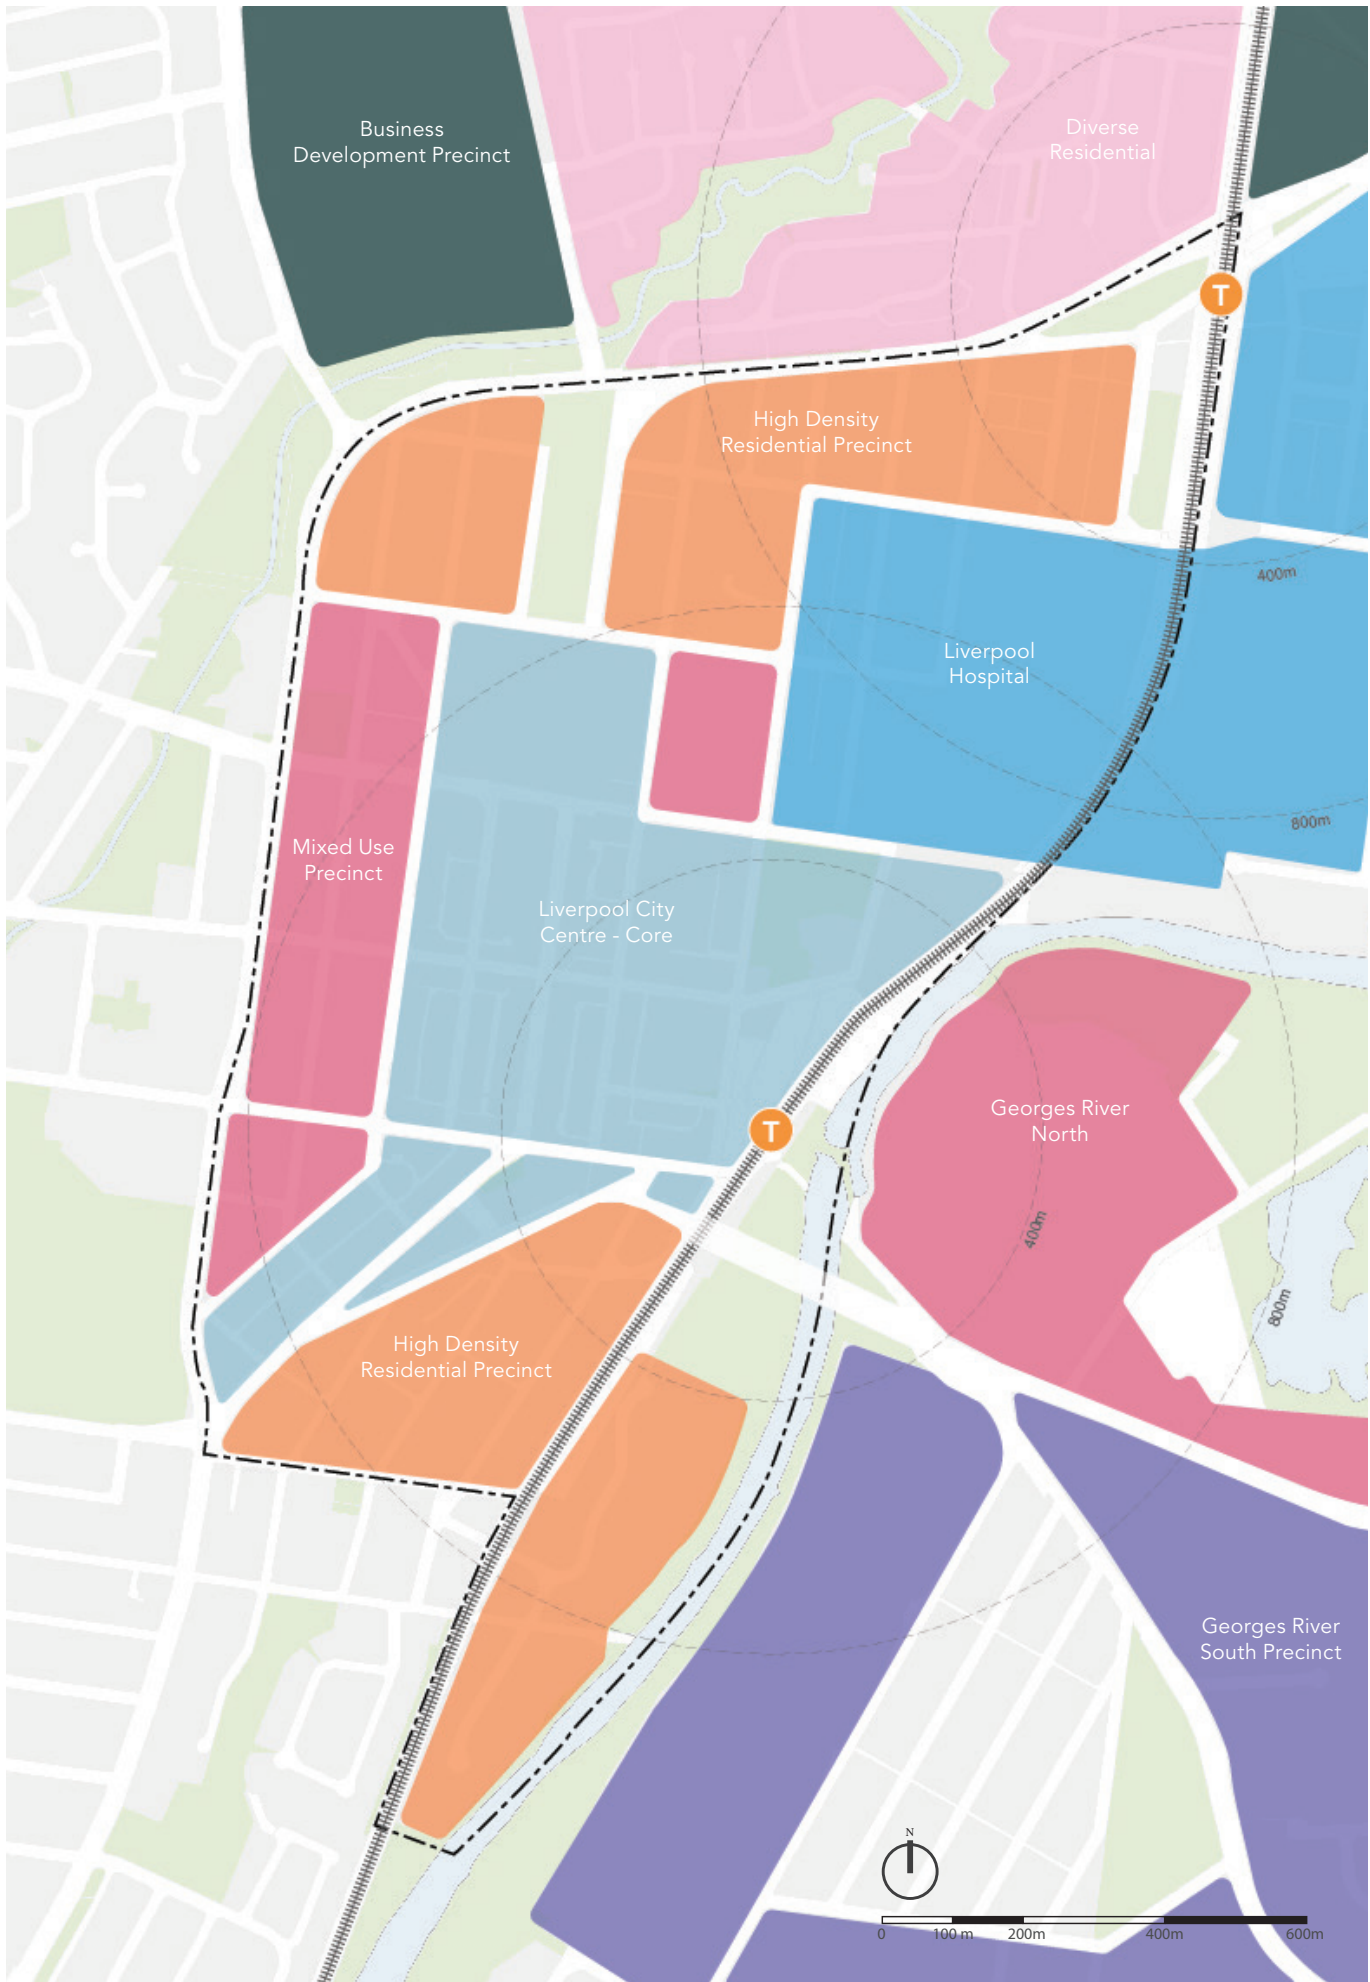 Business
Development Precinct
Diverse
Residential
T
High Density
Residential Precinct
400m
Liverpool
Hospital
800m
Mixed Use
Precinct
Liverpool City
Centre - Core
Georges River
North
T
400m
800m
High Density
Residential Precinct
Georges River
South Precinct
N
0
100 m
200m
400m
600m